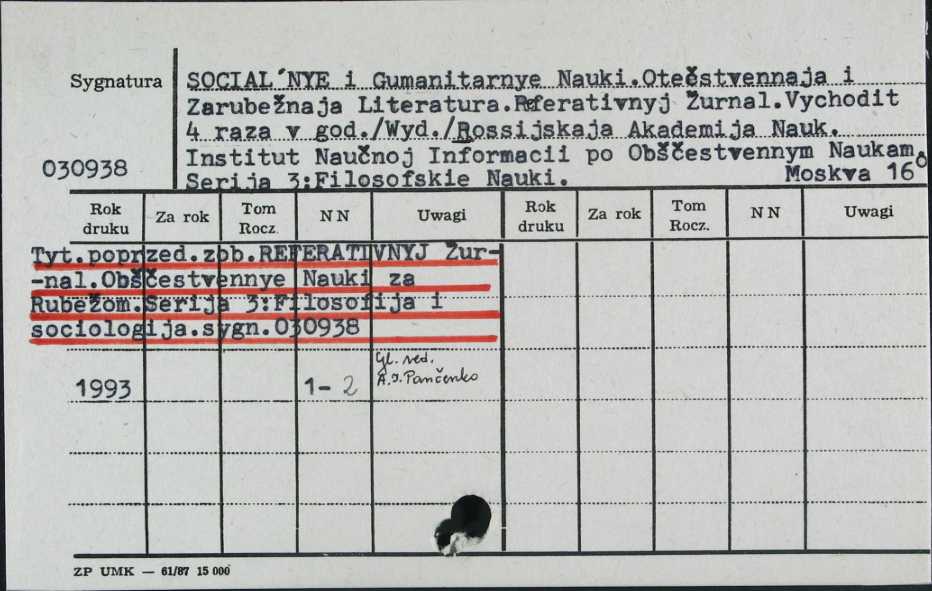 Sygnatura
SOCIAL´NYE i Gumanitarnye Nauki.Otečstvennaja i
Zarubežnaja Literatura.Referativnyj Žurnal.Vychodit
4 raza v god./Wyd./Rossijskaja Akademija Nauk.
Institut Naučnoj Informacii po Obščestvennym Naukam.
030938
Serija 3:Filosofskie Nauki. Moskva 16°
Rok druku Za rok Tom Rocz. N N Uwagi Rok druku Za rok Tom Rocz. N N Uwagi
Tyt.poprzed.zbb.REFERATIVNYJ Žur-
-nal.Obščestvennye Nauki za
Rubežom.Serija 3:Filosofija i
sociologija.sygn.030938
Gl. red.
A.I.Pančenko
1993 1-2
ZP UMK — 61/87 15 000